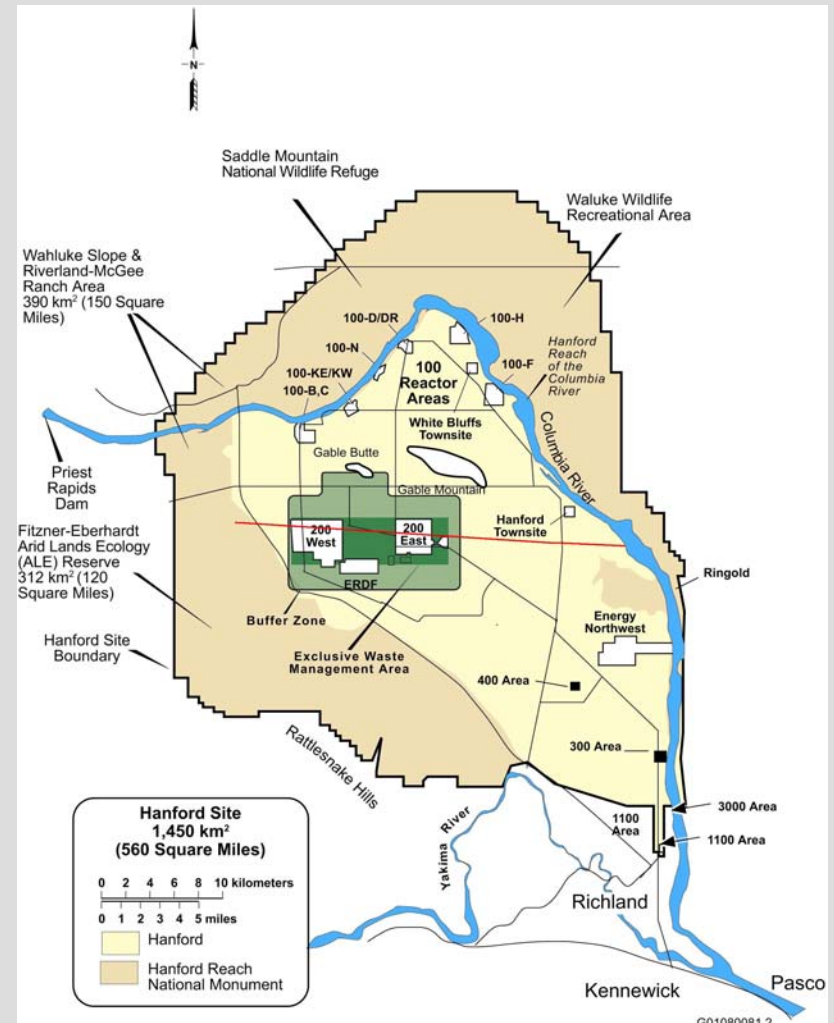 N
Saddle Mountain
National Wildlife Refuge
Waluke Wildlife
Recreational Area
Wahluke Slope &
Riverland-McGee
Ranch Area
390 km² (150 Square
Miles)
100-D/DR
100-H
100-N
Hanford
Reach
of the
Columbia
River
100-F
100-KE/KW
100-B,C
100
Reactor
Areas
White Bluffs
Townsite
Columbia River
Gable Butte
Gable Mountain
Priest
Rapids
Dam
Fitzner-Eberhardt
Arid Lands Ecology
(ALE) Reserve
312 km² (120
Square Miles)
200
West
200
East
Hanford
Townsite
ERDF
Ringold
Buffer Zone
Energy
Northwest
Hanford Site
Boundary
Exclusive Waste
Management Area
400 Area
Rattlesnake Hills
300 Area
Hanford Site
1,450 km²
(560 Square Miles)
0 2 4 6 8 10 kilometers
0 1 2 3 4 5 miles
Hanford
Hanford Reach
National Monument
Yakima River
1100
Area
3000 Area
1100 Area
Richland
Kennewick
Pasco
G01080081.2